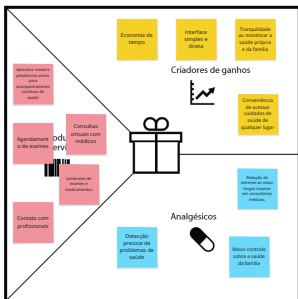 Economia de
tempo
Interface
simples e
direta
Tranquilidade
ao monitorar a
saúde própria
e da família
Criadores de ganhos
Aplicativo móvel e
plataforma online
para
acompanhamento
contínuo da
saúde
Conveniência
de acessar
cuidados de
saúde de
qualquer lugar
Agendament
o de exames
Consultas
virtuais com
médicos
Lembretes de
exames e
medicamentos
Contato com
profissionais
Redução do
estresse ao evitar
longas esperas
em consultórios
médicos.
Analgésicos
Detecção
precoce de
problemas de
saúde
Maior controle
sobre a saúde
da família